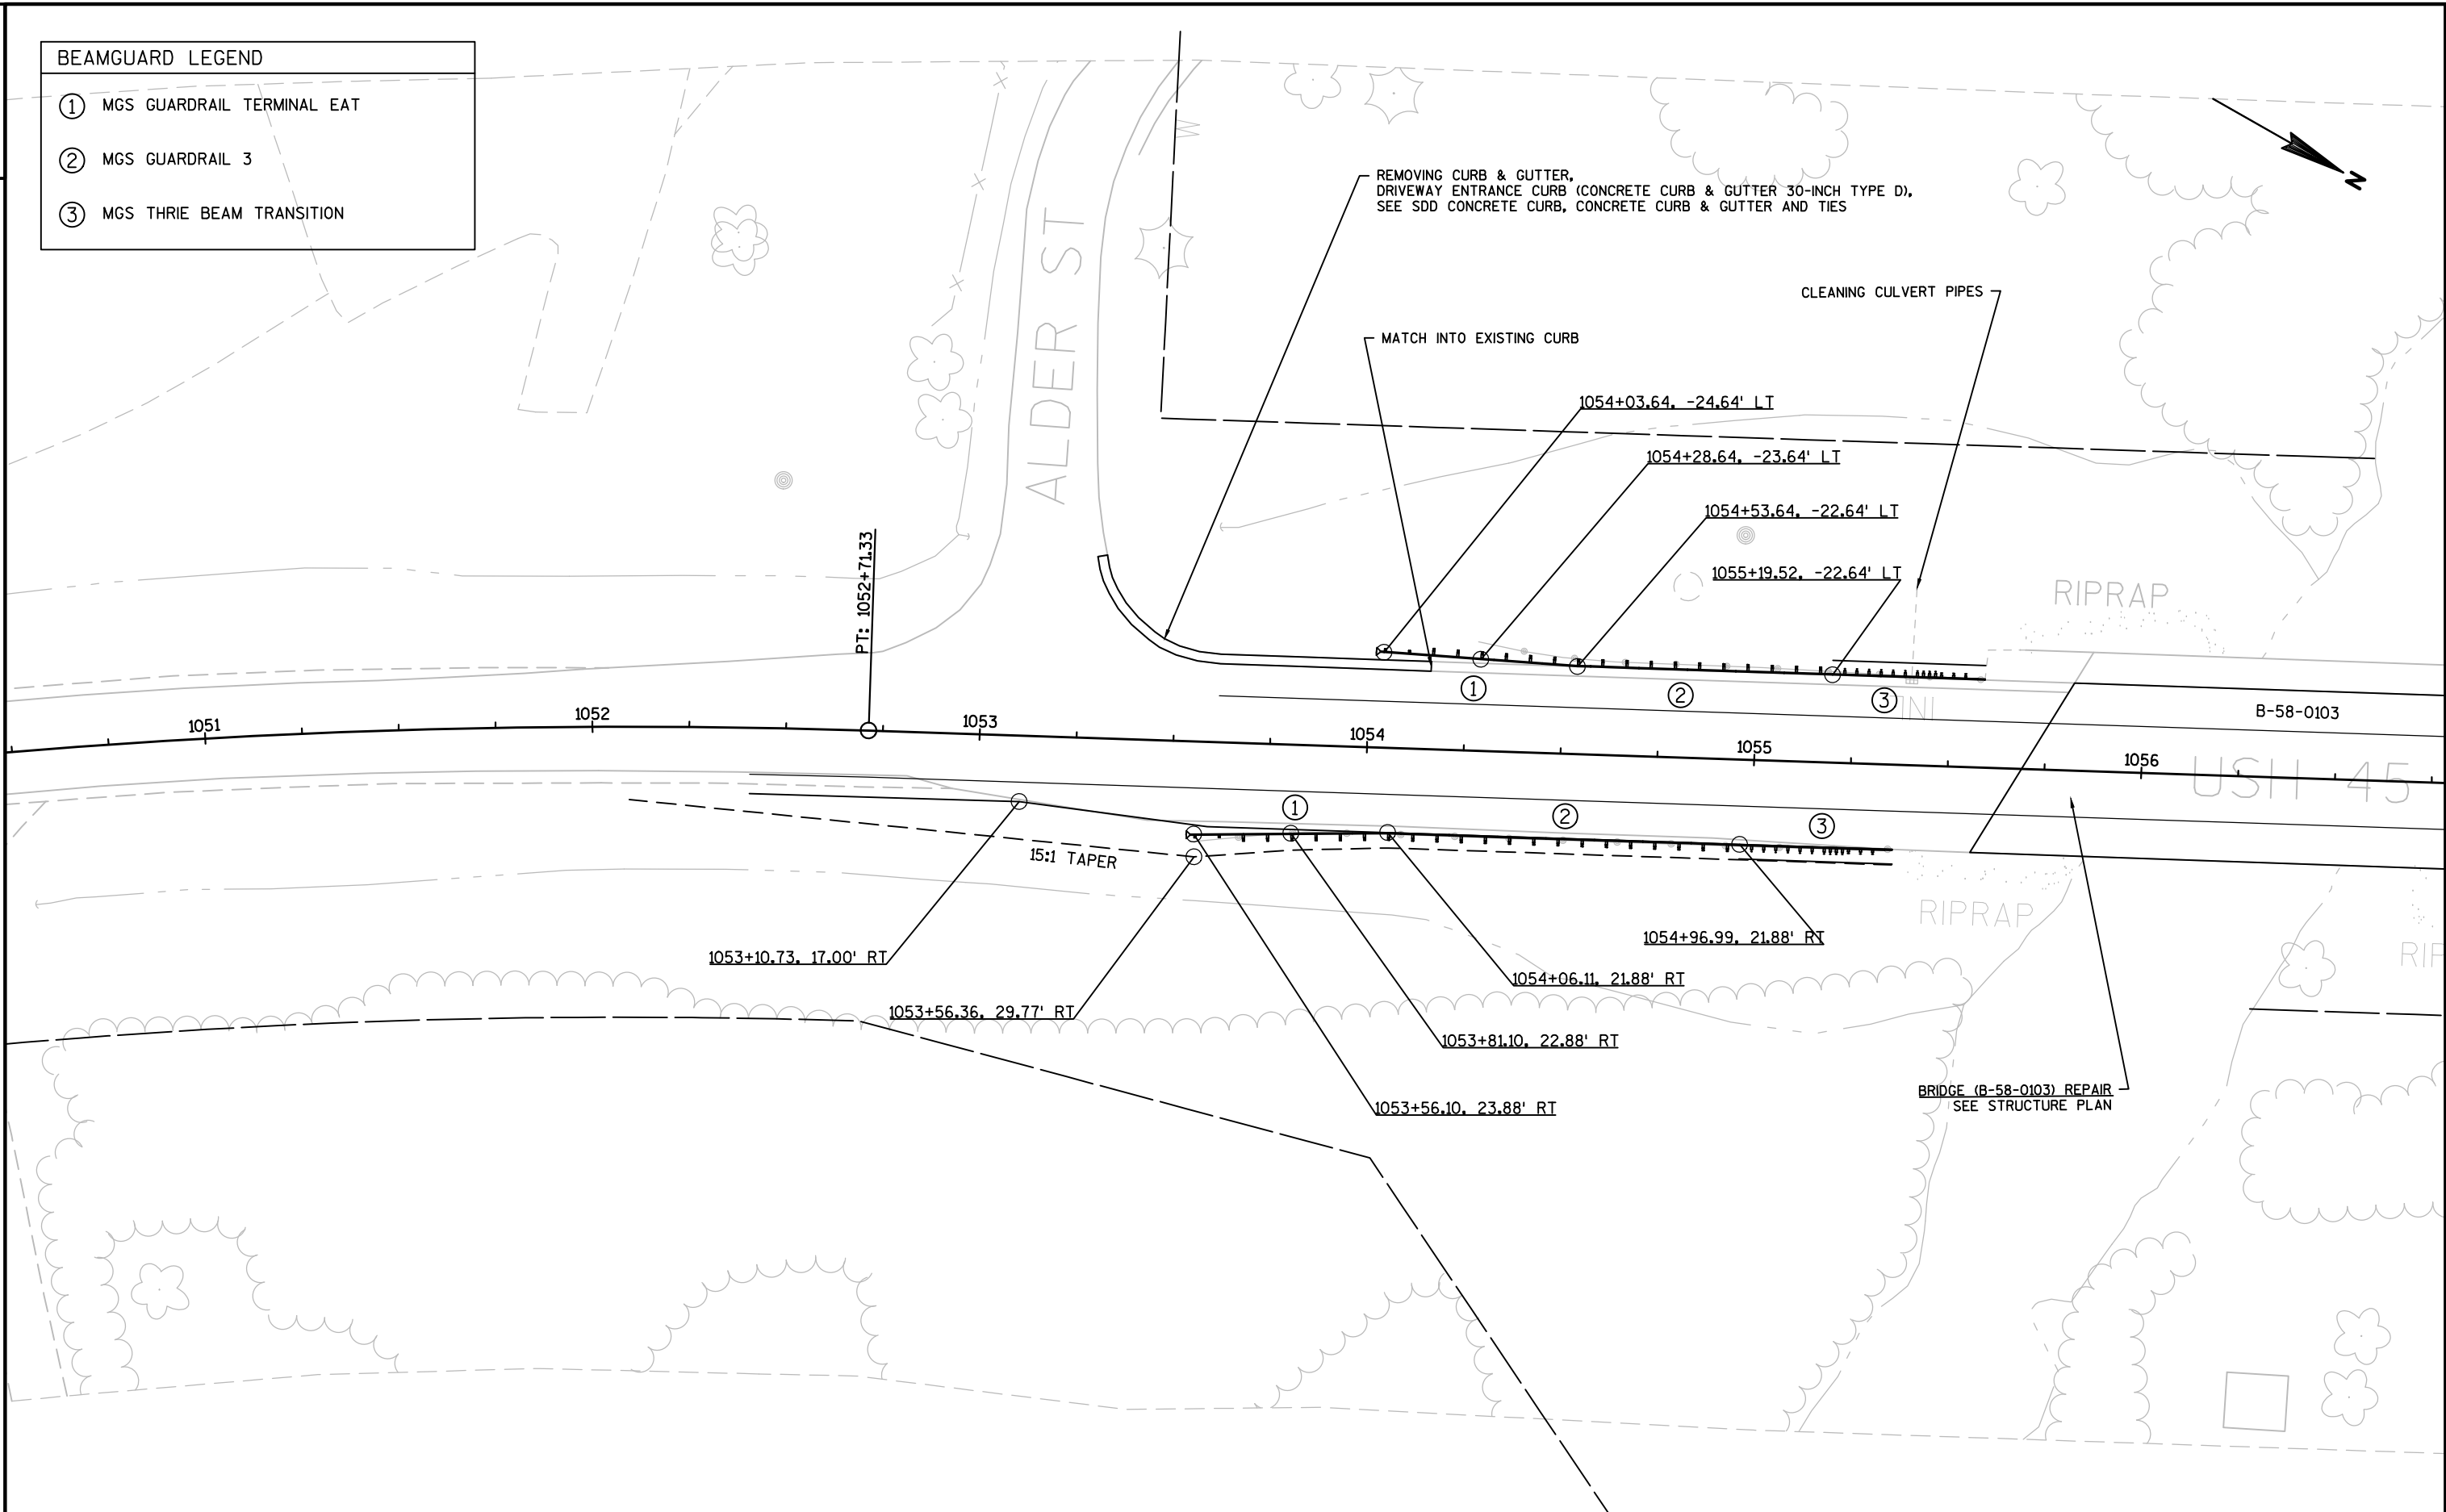 BEAMGUARD LEGEND
1 MGS GUARDRAIL TERMINAL EAT
2 MGS GUARDRAIL 3
3 MGS THRIE BEAM TRANSITION
N
REMOVING CURB & GUTTER,
DRIVEWAY ENTRANCE CURB (CONCRETE CURB & GUTTER 30-INCH TYPE D),
SEE SDD CONCRETE CURB, CONCRETE CURB & GUTTER AND TIES
ALDER ST
CLEANING CULVERT PIPES
MATCH INTO EXISTING CURB
1054+03.64, -24.64' LT
1054+28.64, -23.64' LT
1054+53.64, -22.64' LT
1055+19.52, -22.64' LT
PT: 1052+71.33
RIPRAP
1
2
3
INL
B-58-0103
1051
1052
1053
1054
1055
1056
USH 45
1
2
3
15:1 TAPER
RIPRAP
RIP
1053+10.73, 17.00' RT
1054+96.99, 21.88' RT
1054+06.11, 21.88' RT
1053+56.36, 29.77' RT
1053+81.10, 22.88' RT
1053+56.10, 23.88' RT
BRIDGE (B-58-0103) REPAIR
SEE STRUCTURE PLAN